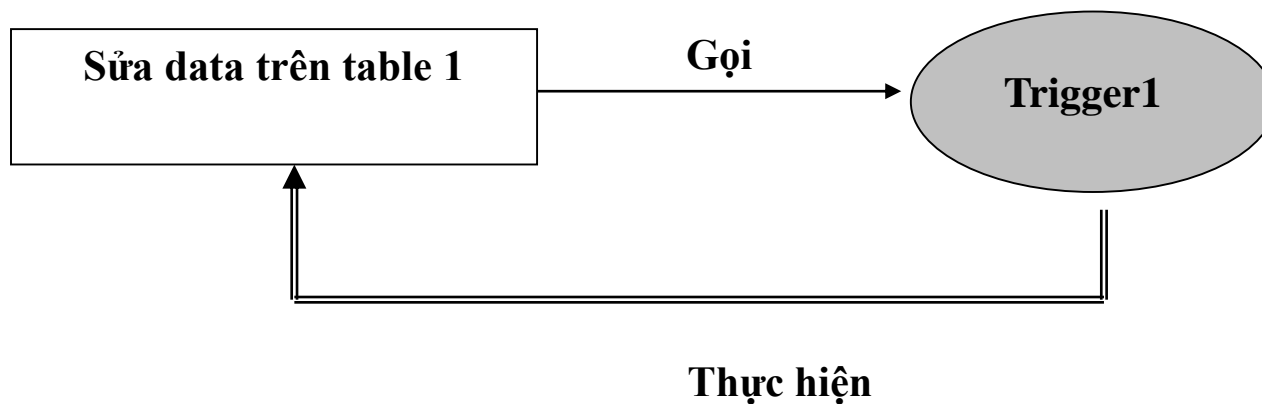 Sửa data trên table 1
Gọi
Trigger1
Thực hiện